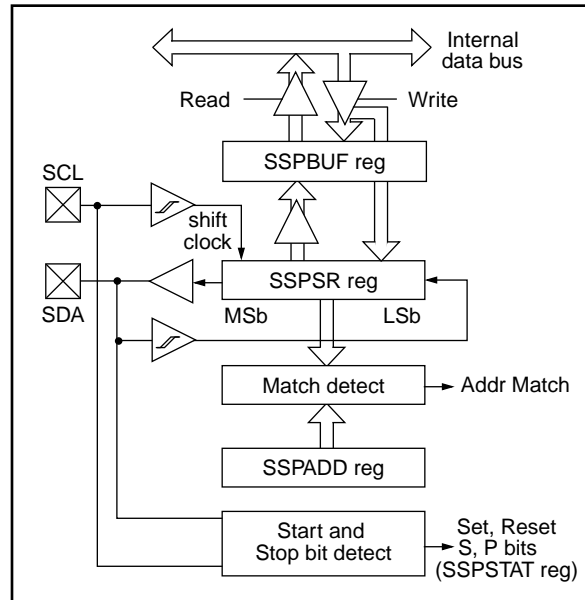 Internal
data bus
Read
Write
SSPBUF reg
SCL
shift
clock
SSPSR reg
SDA
MSb
LSb
Match detect
Addr Match
SSPADD reg
Start and
Stop bit detect
Set, Reset
S, P bits
(SSPSTAT reg)